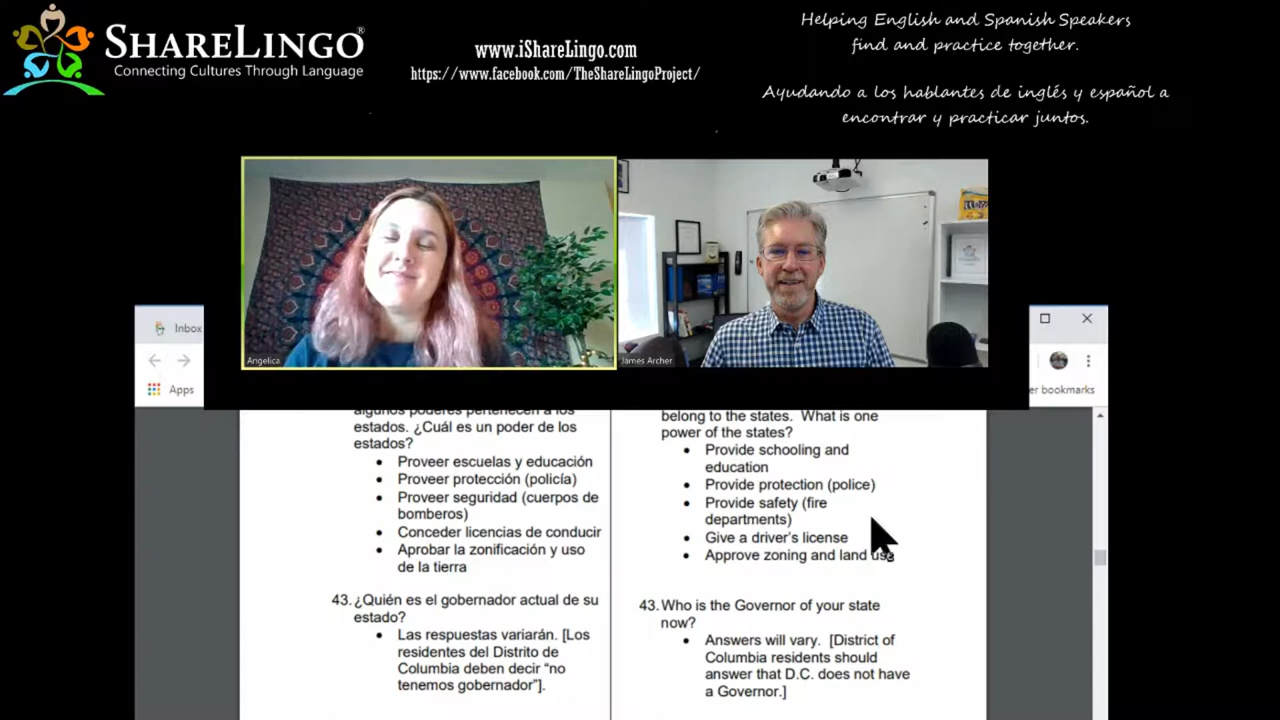 SHARELINGO®
Connecting Cultures Through Language
www.iShareLingo.com
https://www.facebook.com/TheShareLingoProject/
Helping English and Spanish Speakers
find and practice together.
Ayudando a los hablantes de inglés y español a
encontrar y practicar juntos.
Angelica
James Archer
Inbox
Apps
er bookmarks
algunos poderes pertenecen a los
estados. ¿Cuál es un poder de los
estados?
• Proveer escuelas y educación
• Proveer protección (policía)
• Proveer seguridad (cuerpos de
bomberos)
• Conceder licencias de conducir
• Aprobar la zonificación y uso
de la tierra
43. ¿Quién es el gobernador actual de su
estado?
• Las respuestas variarán. [Los
residentes del Distrito de
Columbia deben decir “no
tenemos gobernador”].
belong to the states. What is one
power of the states?
• Provide schooling and
education
• Provide protection (police)
• Provide safety (fire
departments)
• Give a driver's license
• Approve zoning and land use
43. Who is the Governor of your state
now?
• Answers will vary. [District of
Columbia residents should
answer that D.C. does not have
a Governor.]